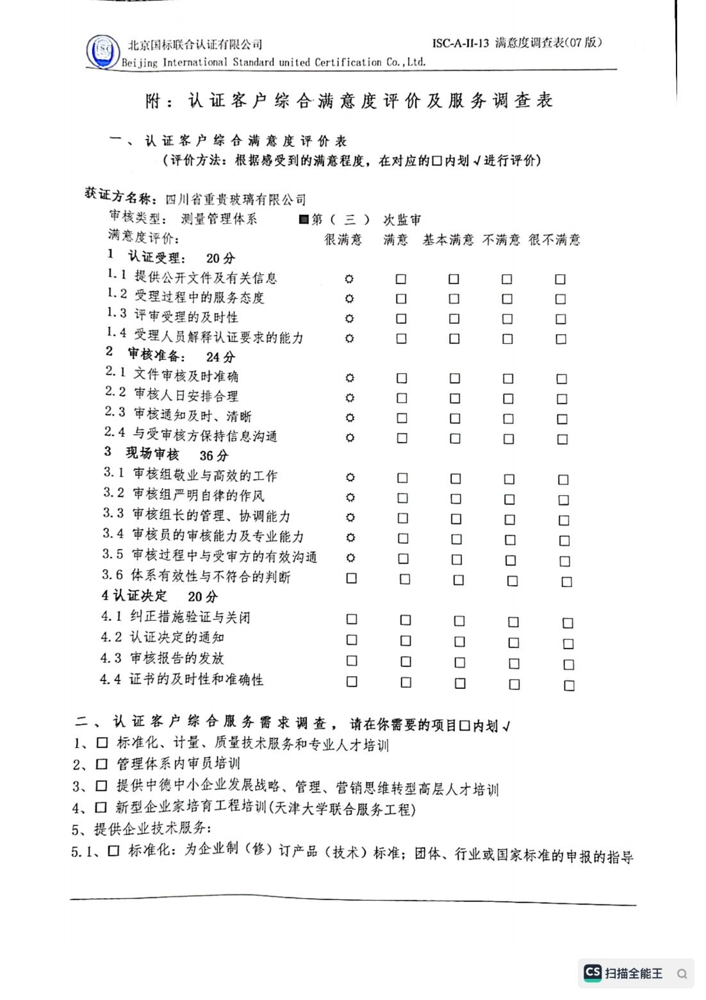 北京国标联合认证有限公司
ISC-A-II-13 满意度调查表(07版)
ISC
Beijing International Standard united Certification Co.,Ltd.
附：认证客户综合满意度评价及服务调查表
一、认证客户综合满意度评价表
(评价方法：根据感受到的满意程度，在对应的□内划√进行评价)
获证方名称：四川省重贵玻璃有限公司
审核类型： 测量管理体系 ■第（三） 次监审
满意度评价: 很满意 满意 基本满意 不满意 很不满意
1 认证受理： 20分
1.1 提供公开文件及有关信息 ☼ □ □ □ □
1.2 受理过程中的服务态度 ☼ □ □ □ □
1.3 评审受理的及时性 ☼ □ □ □ □
1.4 受理人员解释认证要求的能力 ☼ □ □ □ □
2 审核准备： 24分
2.1 文件审核及时准确 ☼ □ □ □ □
2.2 审核人日安排合理 ☼ □ □ □ □
2.3 审核通知及时、清晰 ☼ □ □ □ □
2.4 与受审核方保持信息沟通 ☼ □ □ □ □
3 现场审核 36分
3.1 审核组敬业与高效的工作 ☼ □ □ □ □
3.2 审核组严明自律的作风 ☼ □ □ □ □
3.3 审核组长的管理、协调能力 ☼ □ □ □ □
3.4 审核员的审核能力及专业能力 ☼ □ □ □ □
3.5 审核过程中与受审方的有效沟通 ☼ □ □ □ □
3.6 体系有效性与不符合的判断 □ □ □ □ □
4 认证决定 20分
4.1 纠正措施验证与关闭 □ □ □ □ □
4.2 认证决定的通知 □ □ □ □ □
4.3 审核报告的发放 □ □ □ □ □
4.4 证书的及时性和准确性 □ □ □ □ □
二、认证客户综合服务需求调查，请在你需要的项目□内划√
1、□ 标准化、计量、质量技术服务和专业人才培训
2、□ 管理体系内审员培训
3、□ 提供中德中小企业发展战略、管理、营销思维转型高层人才培训
4、□ 新型企业家培育工程培训(天津大学联合服务工程)
5、提供企业技术服务:
5.1、□ 标准化：为企业制（修）订产品（技术）标准；团体、行业或国家标准的申报的指导
CS 扫描全能王